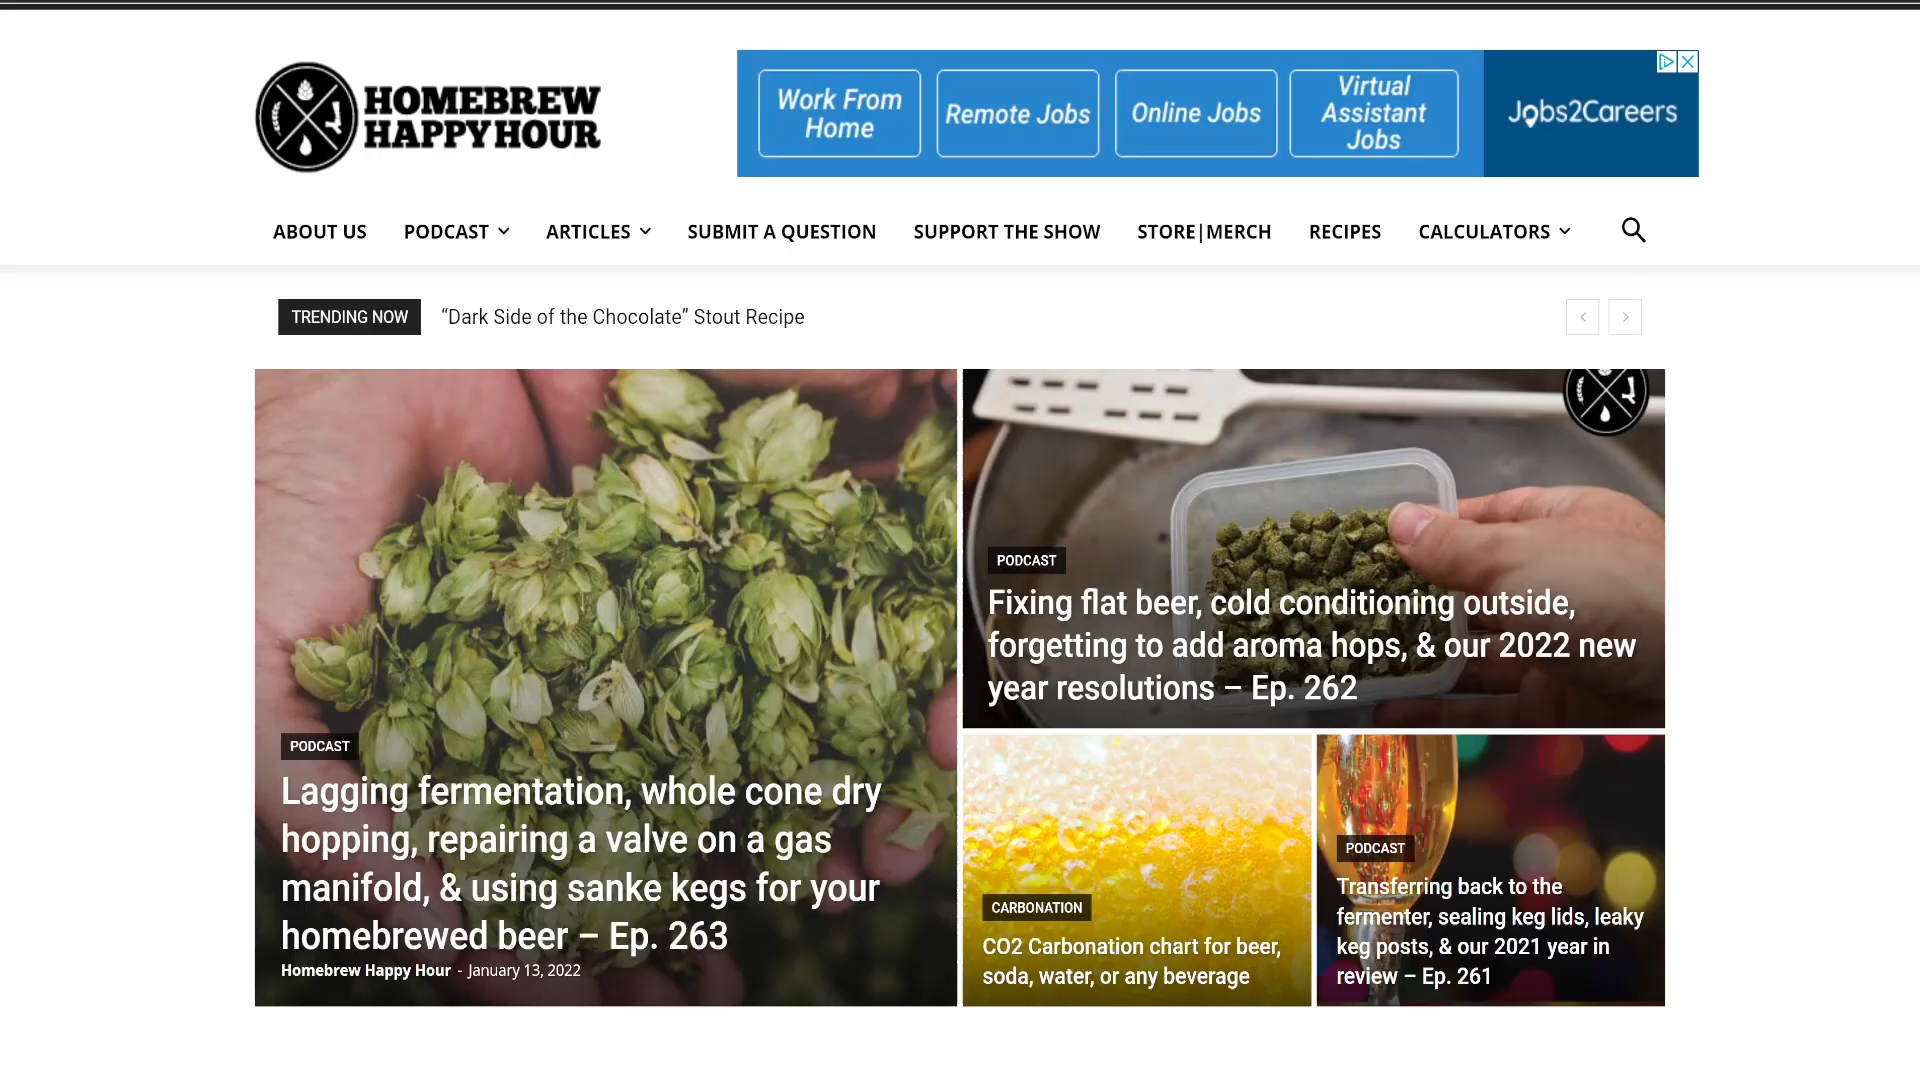 HOMEBREW
HAPPY HOUR
Work From
Home
Remote Jobs
Online Jobs
Virtual
Assistant
Jobs
Jobs2Careers
ABOUT US
PODCAST
ARTICLES
SUBMIT A QUESTION
SUPPORT THE SHOW
STORE|MERCH
RECIPES
CALCULATORS
TRENDING NOW
“Dark Side of the Chocolate” Stout Recipe
PODCAST
Lagging fermentation, whole cone dry
hopping, repairing a valve on a gas
manifold, & using sanke kegs for your
homebrewed beer – Ep. 263
Homebrew Happy Hour - January 13, 2022
PODCAST
Fixing flat beer, cold conditioning outside,
forgetting to add aroma hops, & our 2022 new
year resolutions – Ep. 262
CARBONATION
CO2 Carbonation chart for beer,
soda, water, or any beverage
PODCAST
Transferring back to the
fermenter, sealing keg lids, leaky
keg posts, & our 2021 year in
review – Ep. 261